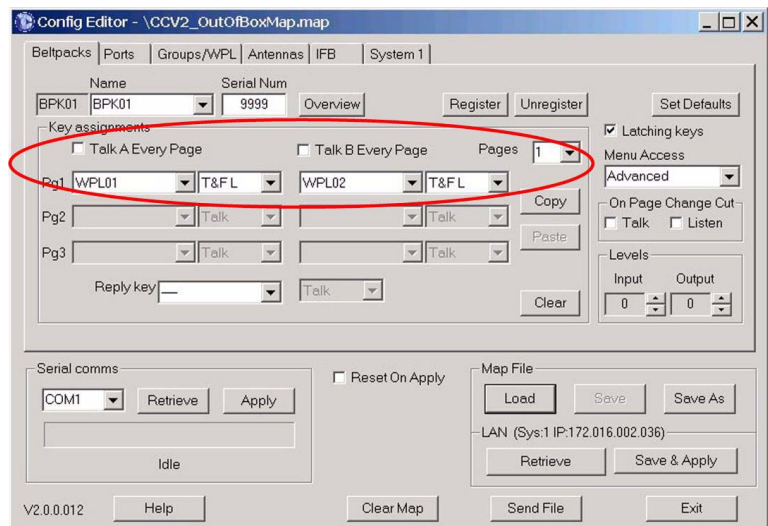 Config Editor - \CCV2_OutOfBoxMap.map
Beltpacks Ports Groups/WPL Antennas IFB System 1
Name Serial Num
BPK01 BPK01 9999 Overview Register Unregister Set Defaults
Key assignments
Latching keys
Talk A Every Page Talk B Every Page Pages 1
Menu Access
Pg1 WPL01 T&F L WPL02 T&F L
Advanced
Copy
On Page Change Cut
Pg2 Talk Talk
Talk Listen
Paste
Pg3 Talk Talk
Levels
Input Output
Reply key — Talk
Clear
0 0
Serial comms
Reset On Apply
Map File
COM1 Retrieve Apply
Load Save Save As
LAN (Sys:1 IP:172.016.002.036)
Idle
Retrieve Save & Apply
V2.0.0.012 Help Clear Map Send File Exit